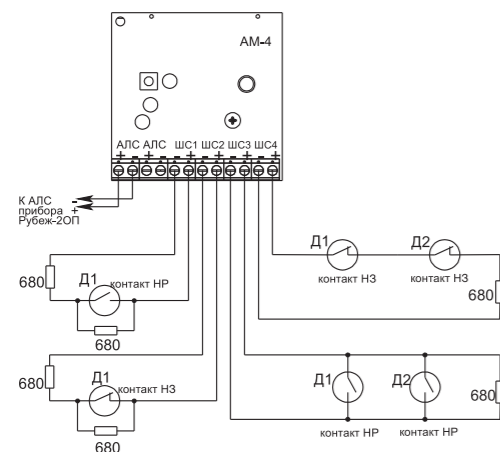 АМ-4
АЛС АЛС ШС1 ШС2 ШС3 ШС4
+ - + - - + - + - + - +
К АЛС -
прибора +
Рубеж-2ОП
680
Д1 контакт НР
680
680
Д1 контакт НЗ
680
Д1 Д2
контакт НЗ контакт НЗ
680
Д1 Д2
680
контакт НР контакт НР